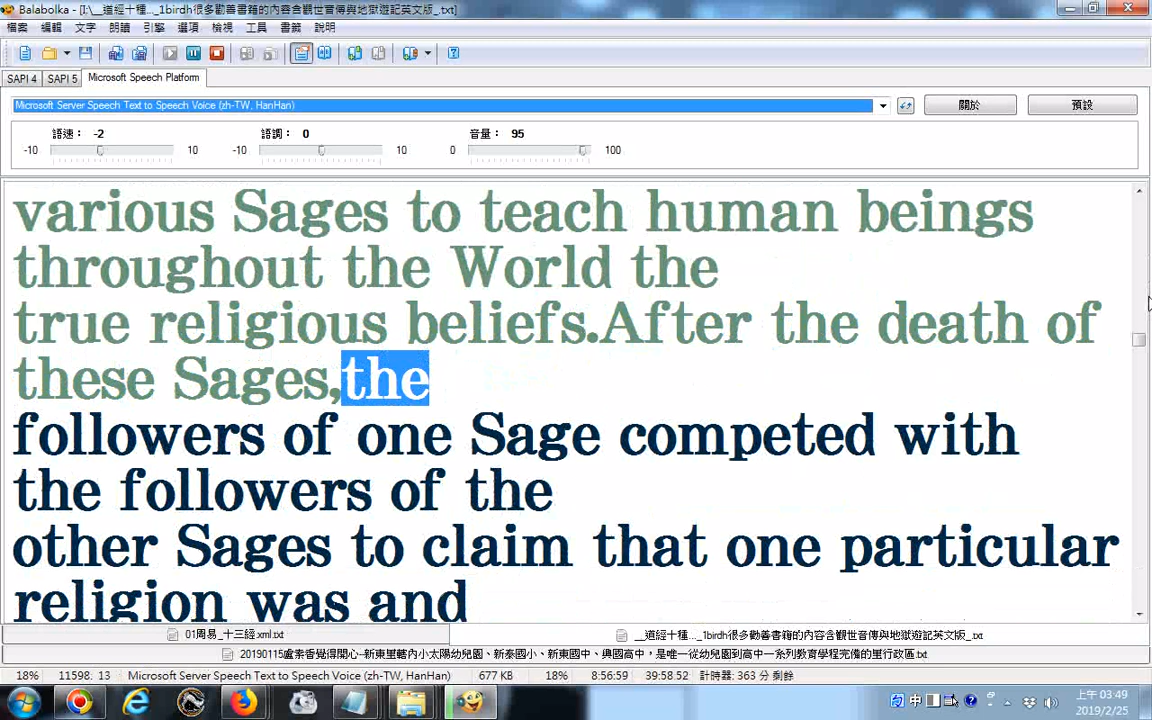 Balabolka - [I:\__道經十種..._1birdh很多勸善書籍的內容含觀世音傳與地獄遊記英文版_.txt]
檔案 編輯 文字 朗讀 引擎 選項 檢視 工具 書籤 說明
SAPI 4 SAPI 5 Microsoft Speech Platform
Microsoft Server Speech Text to Speech Voice (zh-TW, HanHan)
關於 預設
語速： -2 語調： 0 音量： 95
-10 10 -10 10 0 100
various Sages to teach human beings
throughout the World the
true religious beliefs.After the death of
these Sages,the
followers of one Sage competed with
the followers of the
other Sages to claim that one particular
religion was and
01周易_十三經.xml.txt __道經十種..._1birdh很多勸善書籍的內容含觀世音傳與地獄遊記英文版_.txt
20190115盧素香覺得開心~新東里轄內小太陽幼兒園、新泰國小、新東國中、興國高中，是唯一從幼兒園到高中一系列教育學程完備的里行政區.txt
18% 11598: 13 Microsoft Server Speech Text to Speech Voice (zh-TW, HanHan) 677 KB 18% 8:56:59 39:58:52 計時器: 363 分 剩餘
中 上午 03:49
2019/2/25